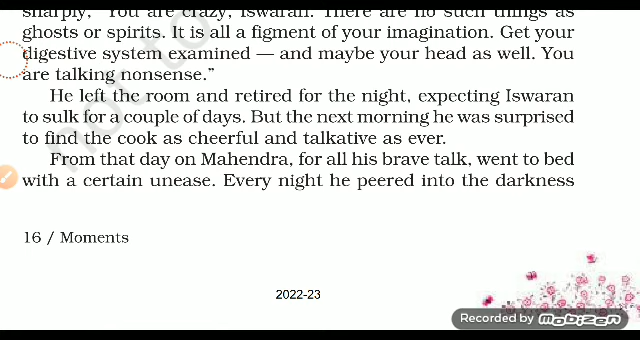 sharply, "You are crazy, Iswaran. There are no such things as
ghosts or spirits. It is all a figment of your imagination. Get your
digestive system examined — and maybe your head as well. You
are talking nonsense."
He left the room and retired for the night, expecting Iswaran
to sulk for a couple of days. But the next morning he was surprised
to find the cook as cheerful and talkative as ever.
From that day on Mahendra, for all his brave talk, went to bed
with a certain unease. Every night he peered into the darkness
16 / Moments
2022-23
Recorded by mobizen
not to